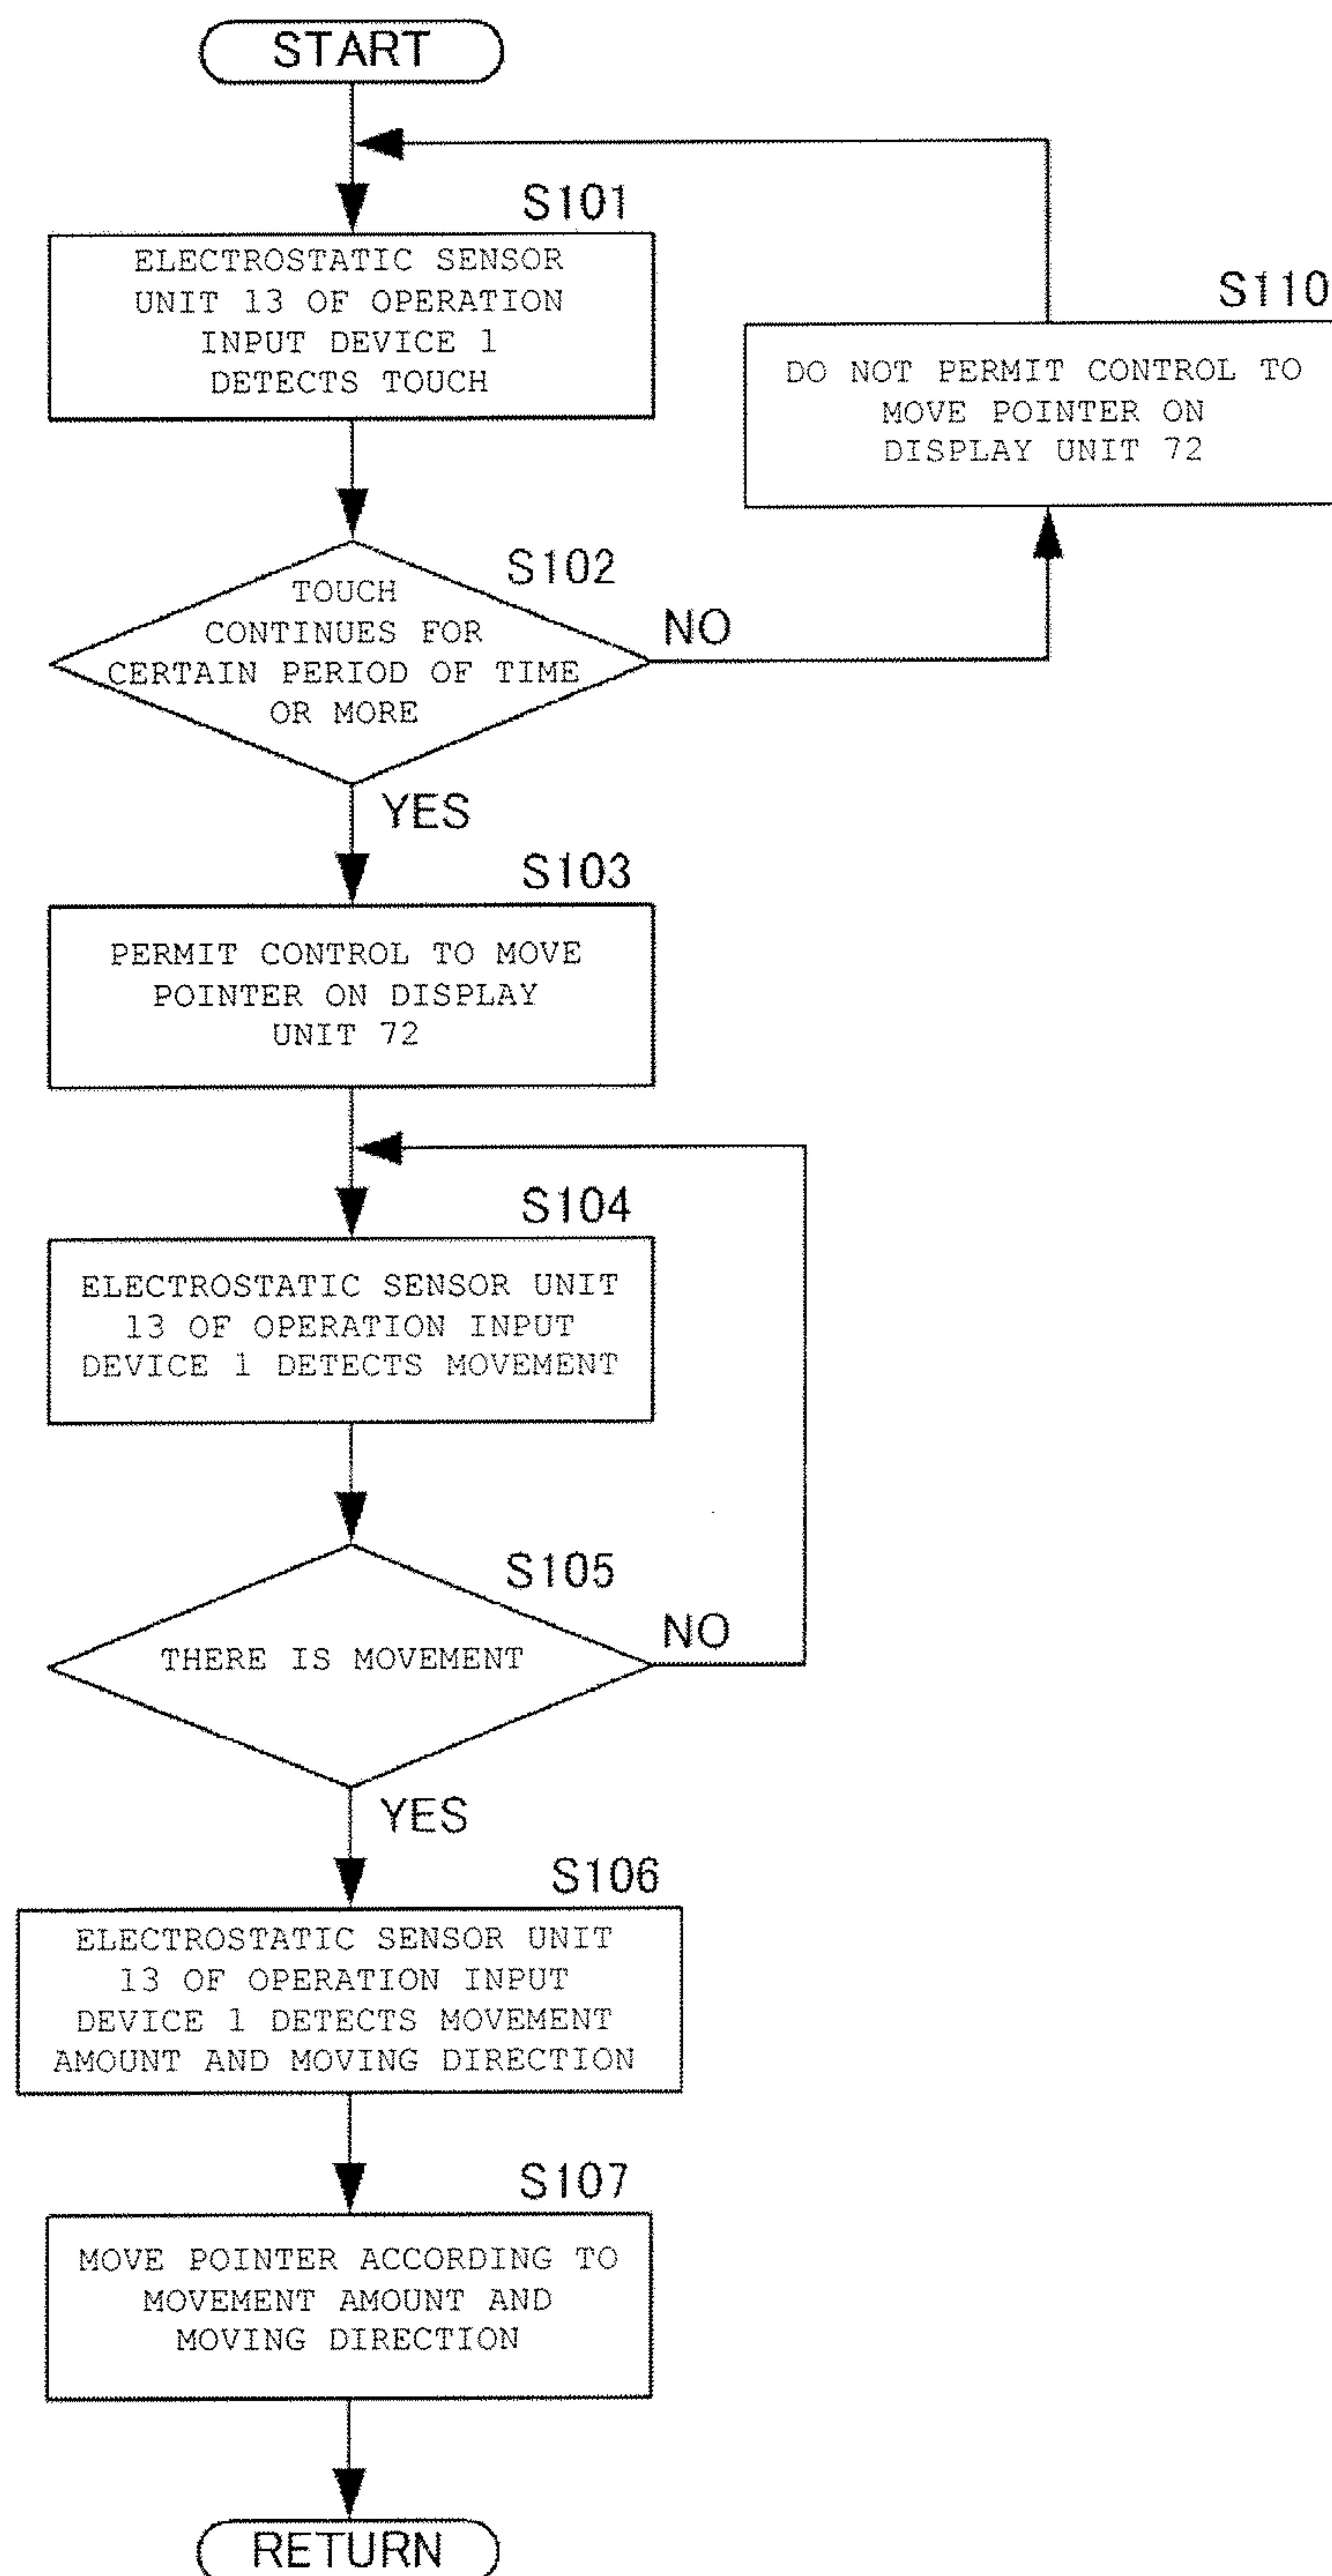 START
S101
ELECTROSTATIC SENSOR
UNIT 13 OF OPERATION
INPUT DEVICE 1
DETECTS TOUCH
S110
DO NOT PERMIT CONTROL TO
MOVE POINTER ON
DISPLAY UNIT 72
S102
TOUCH
CONTINUES FOR
CERTAIN PERIOD OF TIME
OR MORE
NO
YES
S103
PERMIT CONTROL TO MOVE
POINTER ON DISPLAY
UNIT 72
S104
ELECTROSTATIC SENSOR UNIT
13 OF OPERATION INPUT
DEVICE 1 DETECTS MOVEMENT
S105
THERE IS MOVEMENT
NO
YES
S106
ELECTROSTATIC SENSOR UNIT
13 OF OPERATION INPUT
DEVICE 1 DETECTS MOVEMENT
AMOUNT AND MOVING DIRECTION
S107
MOVE POINTER ACCORDING TO
MOVEMENT AMOUNT AND
MOVING DIRECTION
RETURN